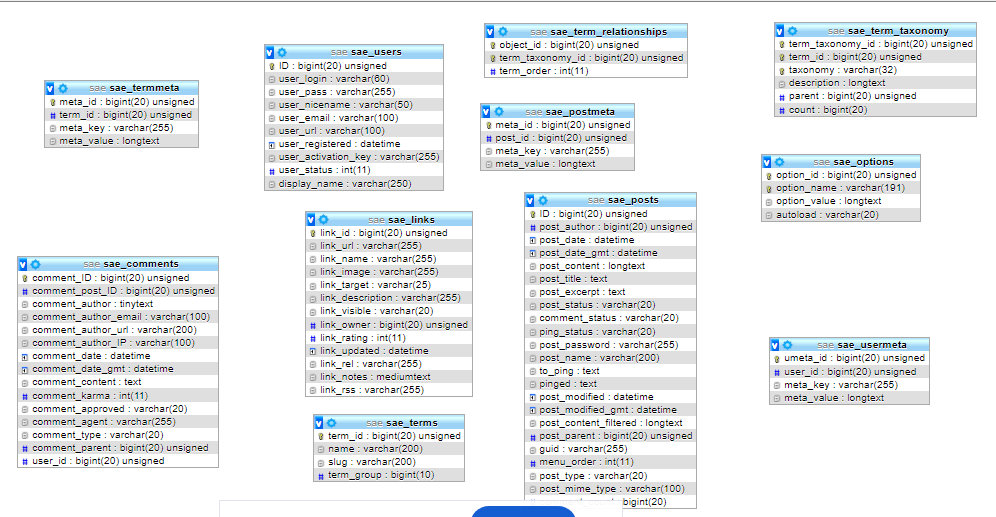 sae sae_termmeta
meta_id : bigint(20) unsigned
term_id : bigint(20) unsigned
meta_key : varchar(255)
meta_value : longtext
sae sae_users
ID : bigint(20) unsigned
user_login : varchar(60)
user_pass : varchar(255)
user_nicename : varchar(50)
user_email : varchar(100)
user_url : varchar(100)
user_registered : datetime
user_activation_key : varchar(255)
user_status : int(11)
display_name : varchar(250)
sae sae_term_relationships
object_id : bigint(20) unsigned
term_taxonomy_id : bigint(20) unsigned
term_order : int(11)
sae sae_term_taxonomy
term_taxonomy_id : bigint(20) unsigned
term_id : bigint(20) unsigned
taxonomy : varchar(32)
description : longtext
parent : bigint(20) unsigned
count : bigint(20)
sae sae_postmeta
meta_id : bigint(20) unsigned
post_id : bigint(20) unsigned
meta_key : varchar(255)
meta_value : longtext
sae sae_options
option_id : bigint(20) unsigned
option_name : varchar(191)
option_value : longtext
autoload : varchar(20)
sae sae_comments
comment_ID : bigint(20) unsigned
comment_post_ID : bigint(20) unsigned
comment_author : tinytext
comment_author_email : varchar(100)
comment_author_url : varchar(200)
comment_author_IP : varchar(100)
comment_date : datetime
comment_date_gmt : datetime
comment_content : text
comment_karma : int(11)
comment_approved : varchar(20)
comment_agent : varchar(255)
comment_type : varchar(20)
comment_parent : bigint(20) unsigned
user_id : bigint(20) unsigned
sae sae_links
link_id : bigint(20) unsigned
link_url : varchar(255)
link_name : varchar(255)
link_image : varchar(255)
link_target : varchar(25)
link_description : varchar(255)
link_visible : varchar(20)
link_owner : bigint(20) unsigned
link_rating : int(11)
link_updated : datetime
link_rel : varchar(255)
link_notes : mediumtext
link_rss : varchar(255)
sae sae_terms
term_id : bigint(20) unsigned
name : varchar(200)
slug : varchar(200)
term_group : bigint(10)
sae sae_posts
ID : bigint(20) unsigned
post_author : bigint(20) unsigned
post_date : datetime
post_date_gmt : datetime
post_content : longtext
post_title : text
post_excerpt : text
post_status : varchar(20)
comment_status : varchar(20)
ping_status : varchar(20)
post_password : varchar(255)
post_name : varchar(200)
to_ping : text
pinged : text
post_modified : datetime
post_modified_gmt : datetime
post_content_filtered : longtext
post_parent : bigint(20) unsigned
guid : varchar(255)
menu_order : int(11)
post_type : varchar(20)
post_mime_type : varchar(100)
bigint(20)
sae sae_usermeta
umeta_id : bigint(20) unsigned
user_id : bigint(20) unsigned
meta_key : varchar(255)
meta_value : longtext